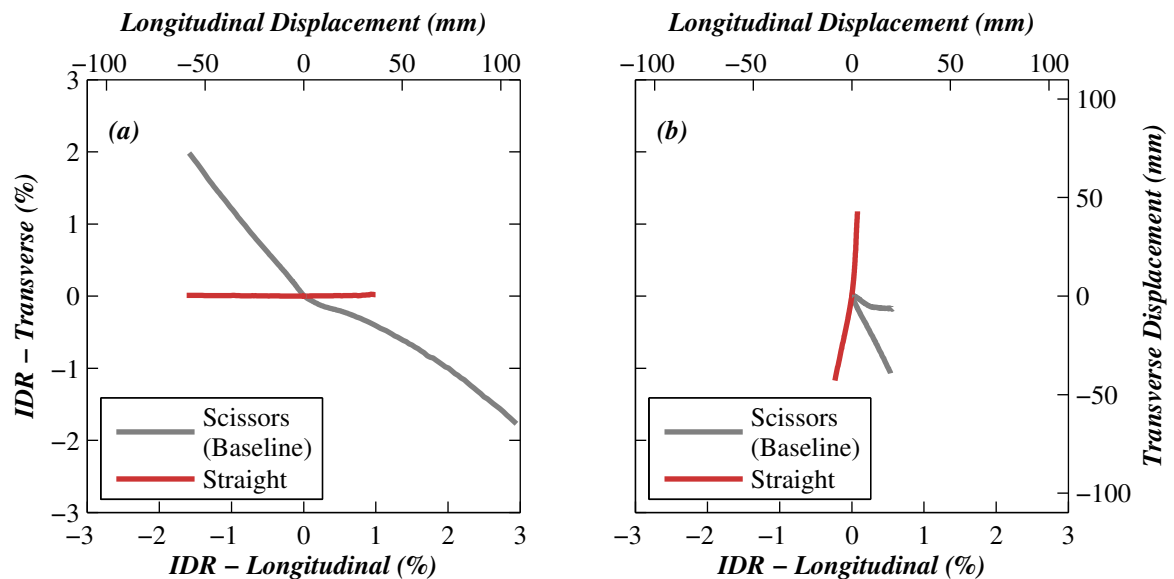 Longitudinal Displacement (mm)
−100 −50 0 50 100
3
2
1
0
−1
−2
−3
IDR − Transverse (%)
(a)
Scissors
(Baseline)
Straight
−3 −2 −1 0 1 2 3
IDR − Longitudinal (%)
Longitudinal Displacement (mm)
−100 −50 0 50 100
(b)
Scissors
(Baseline)
Straight
100
50
0
−50
−100
Transverse Displacement (mm)
−3 −2 −1 0 1 2 3
IDR − Longitudinal (%)